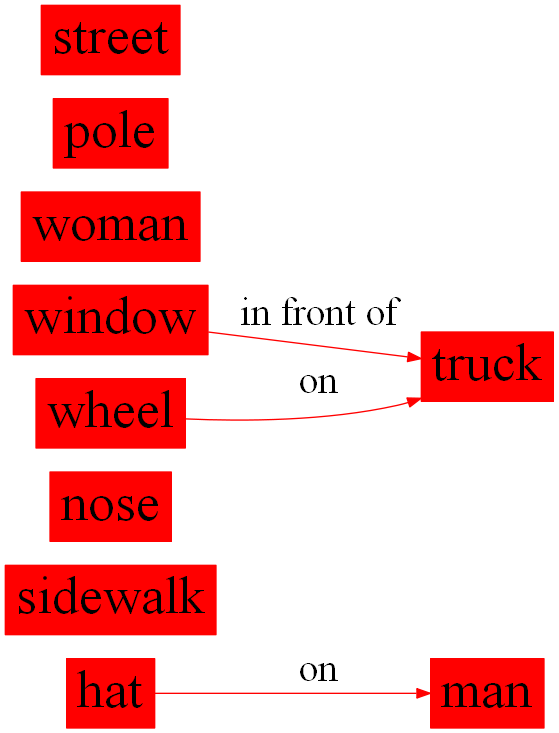 street
pole
woman
window
in front of
truck
wheel
on
nose
sidewalk
hat
on
man